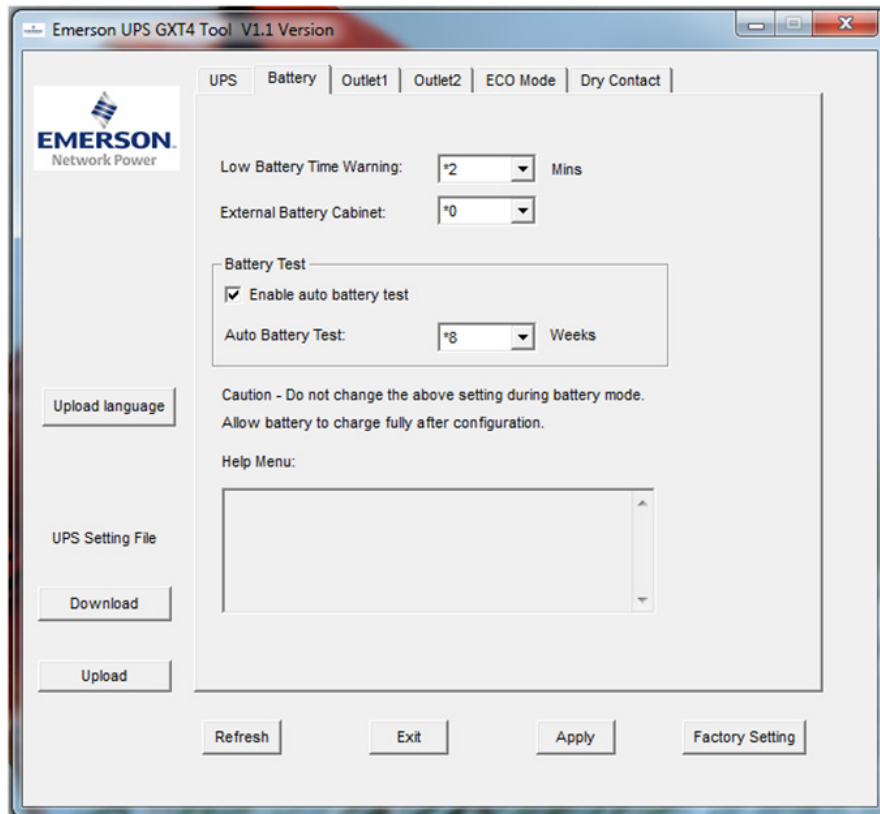 Emerson UPS GXT4 Tool V1.1 Version
UPS Battery Outlet1 Outlet2 ECO Mode Dry Contact
EMERSON.
Network Power
Low Battery Time Warning: *2 Mins
External Battery Cabinet: *0
Battery Test
Enable auto battery test
Auto Battery Test: *8 Weeks
Upload language
Caution - Do not change the above setting during battery mode.
Allow battery to charge fully after configuration.
Help Menu:
UPS Setting File
Download
Upload
Refresh Exit Apply Factory Setting